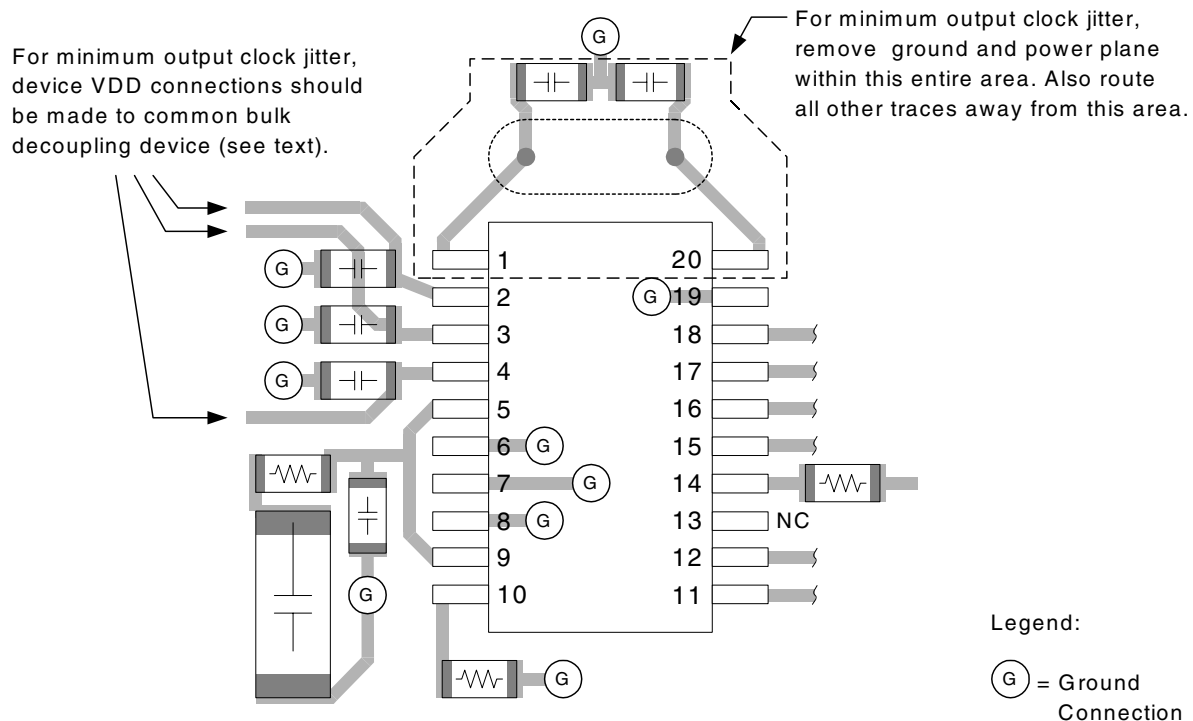 For minimum output clock jitter,
device VDD connections should
be made to common bulk
decoupling device (see text).
For minimum output clock jitter,
remove ground and power plane
within this entire area. Also route
all other traces away from this area.
G
1
20
G
2
G
19
G
3
18
G
4
17
5
16
6
G
15
7
G
14
8
G
13
NC
9
12
G
10
11
G
Legend:
G
= Ground
Connection